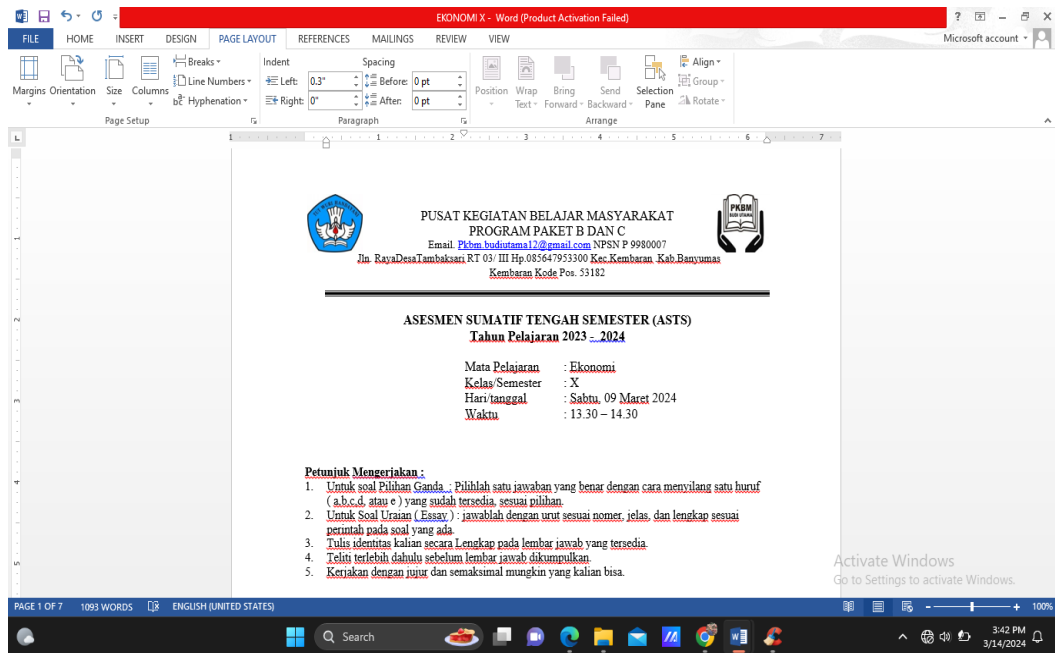 EKONOMI X - Word (Product Activation Failed)
FILE HOME INSERT DESIGN PAGE LAYOUT REFERENCES MAILINGS REVIEW VIEW Microsoft account
Margins Orientation Size Columns
Breaks
Line Numbers
Hyphenation
Page Setup
Indent Spacing
Left: 0.3" Before: 0 pt
Right: 0" After: 0 pt
Paragraph
Position Wrap Text Bring Forward Send Backward Selection Pane
Align
Group
Rotate
Arrange
1 1 2 3 4 5 6 7
PKBM
BUDI UTAMA
PUSAT KEGIATAN BELAJAR MASYARAKAT
PROGRAM PAKET B DAN C
Email. Pkbm.budiutama12@gmail.com NPSN P 9980007
Jln. RayaDesaTambaksari RT 03/ III Hp.085647953300 Kec.Kembaran .Kab.Banyumas
Kembaran Kode Pos. 53182
ASESMEN SUMATIF TENGAH SEMESTER (ASTS)
Tahun Pelajaran 2023 - 2024
Mata Pelajaran : Ekonomi
Kelas/Semester : X
Hari/tanggal : Sabtu, 09 Maret 2024
Waktu : 13.30 – 14.30
Petunjuk Mengerjakan :
1. Untuk soal Pilihan Ganda : Pilihlah satu jawaban yang benar dengan cara menyilang satu huruf
( a,b,c,d, atau e ) yang sudah tersedia, sesuai pilihan.
2. Untuk Soal Uraian ( Essay ) : jawablah dengan urut sesuai nomer, jelas, dan lengkap sesuai
perintah pada soal yang ada.
3. Tulis identitas kalian secara Lengkap pada lembar jawab yang tersedia.
4. Teliti terlebih dahulu sebelum lembar jawab dikumpulkan.
5. Kerjakan dengan jujur dan semaksimal mungkin yang kalian bisa.
Activate Windows
Go to Settings to activate Windows.
PAGE 1 OF 7 1093 WORDS ENGLISH (UNITED STATES) 100%
Search
3:42 PM
3/14/2024